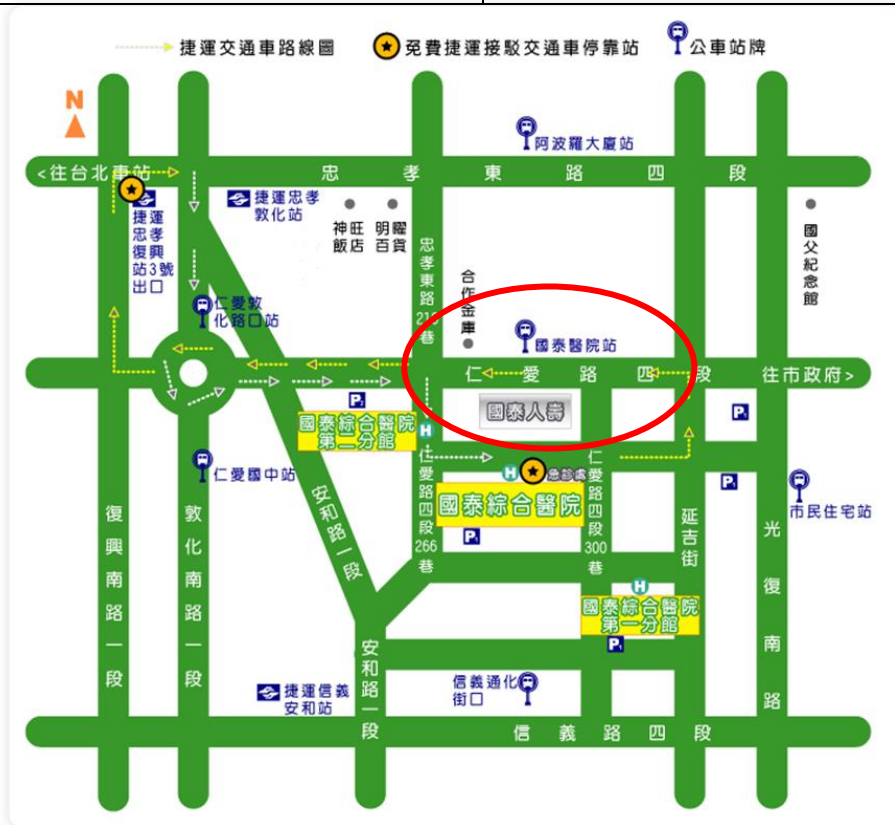 捷運交通車路線圖
免費捷運接駁交通車停靠站
公車站牌
N
阿波羅大廈站
<往台北車站
忠孝東路四段
捷運
忠孝
復興
站3號
出口
捷運忠孝
敦化站
神旺
飯店
明曜
百貨
忠孝東路216巷
合作金庫
國父紀念館
仁愛敦
化路口站
國泰醫院站
仁愛路四段
往市政府>
國泰人壽
P
國泰綜合醫院
第二分館
H
P
仁愛國中站
H
急診處
國泰綜合醫院
P
仁愛路四段266巷
仁愛路四段300巷
P
市民住宅站
安和路一段
延吉街
復興南路一段
敦化南路一段
光復南路
H
國泰綜合醫院
第一分館
P
安和路一段
捷運信義
安和站
信義通化
街口
信義路四段